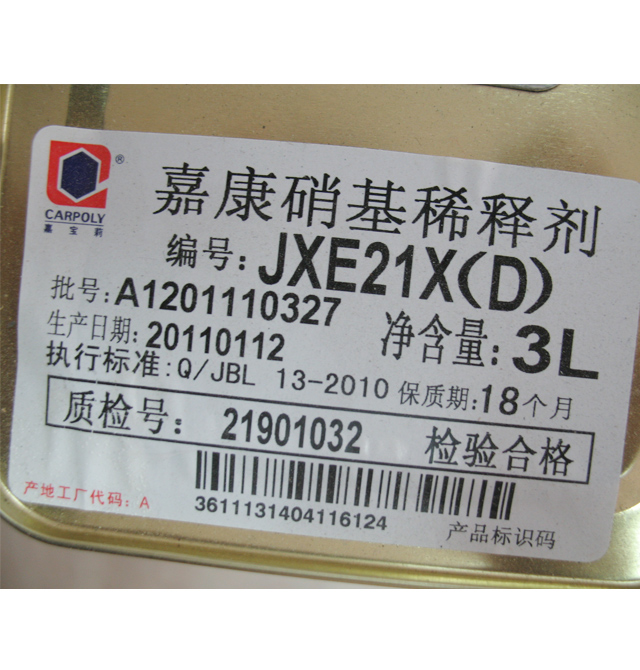 CARPOLY®
嘉宝莉
嘉康硝基稀释剂
编号:JXE21X(D)
批号:A1201110327
生产日期:20110112
净含量:3L
执行标准:Q/JBL 13-2010 保质期:18个月
质检号: 21901032 检验合格
3611131404116124
产地工厂代码:A
产品标识码